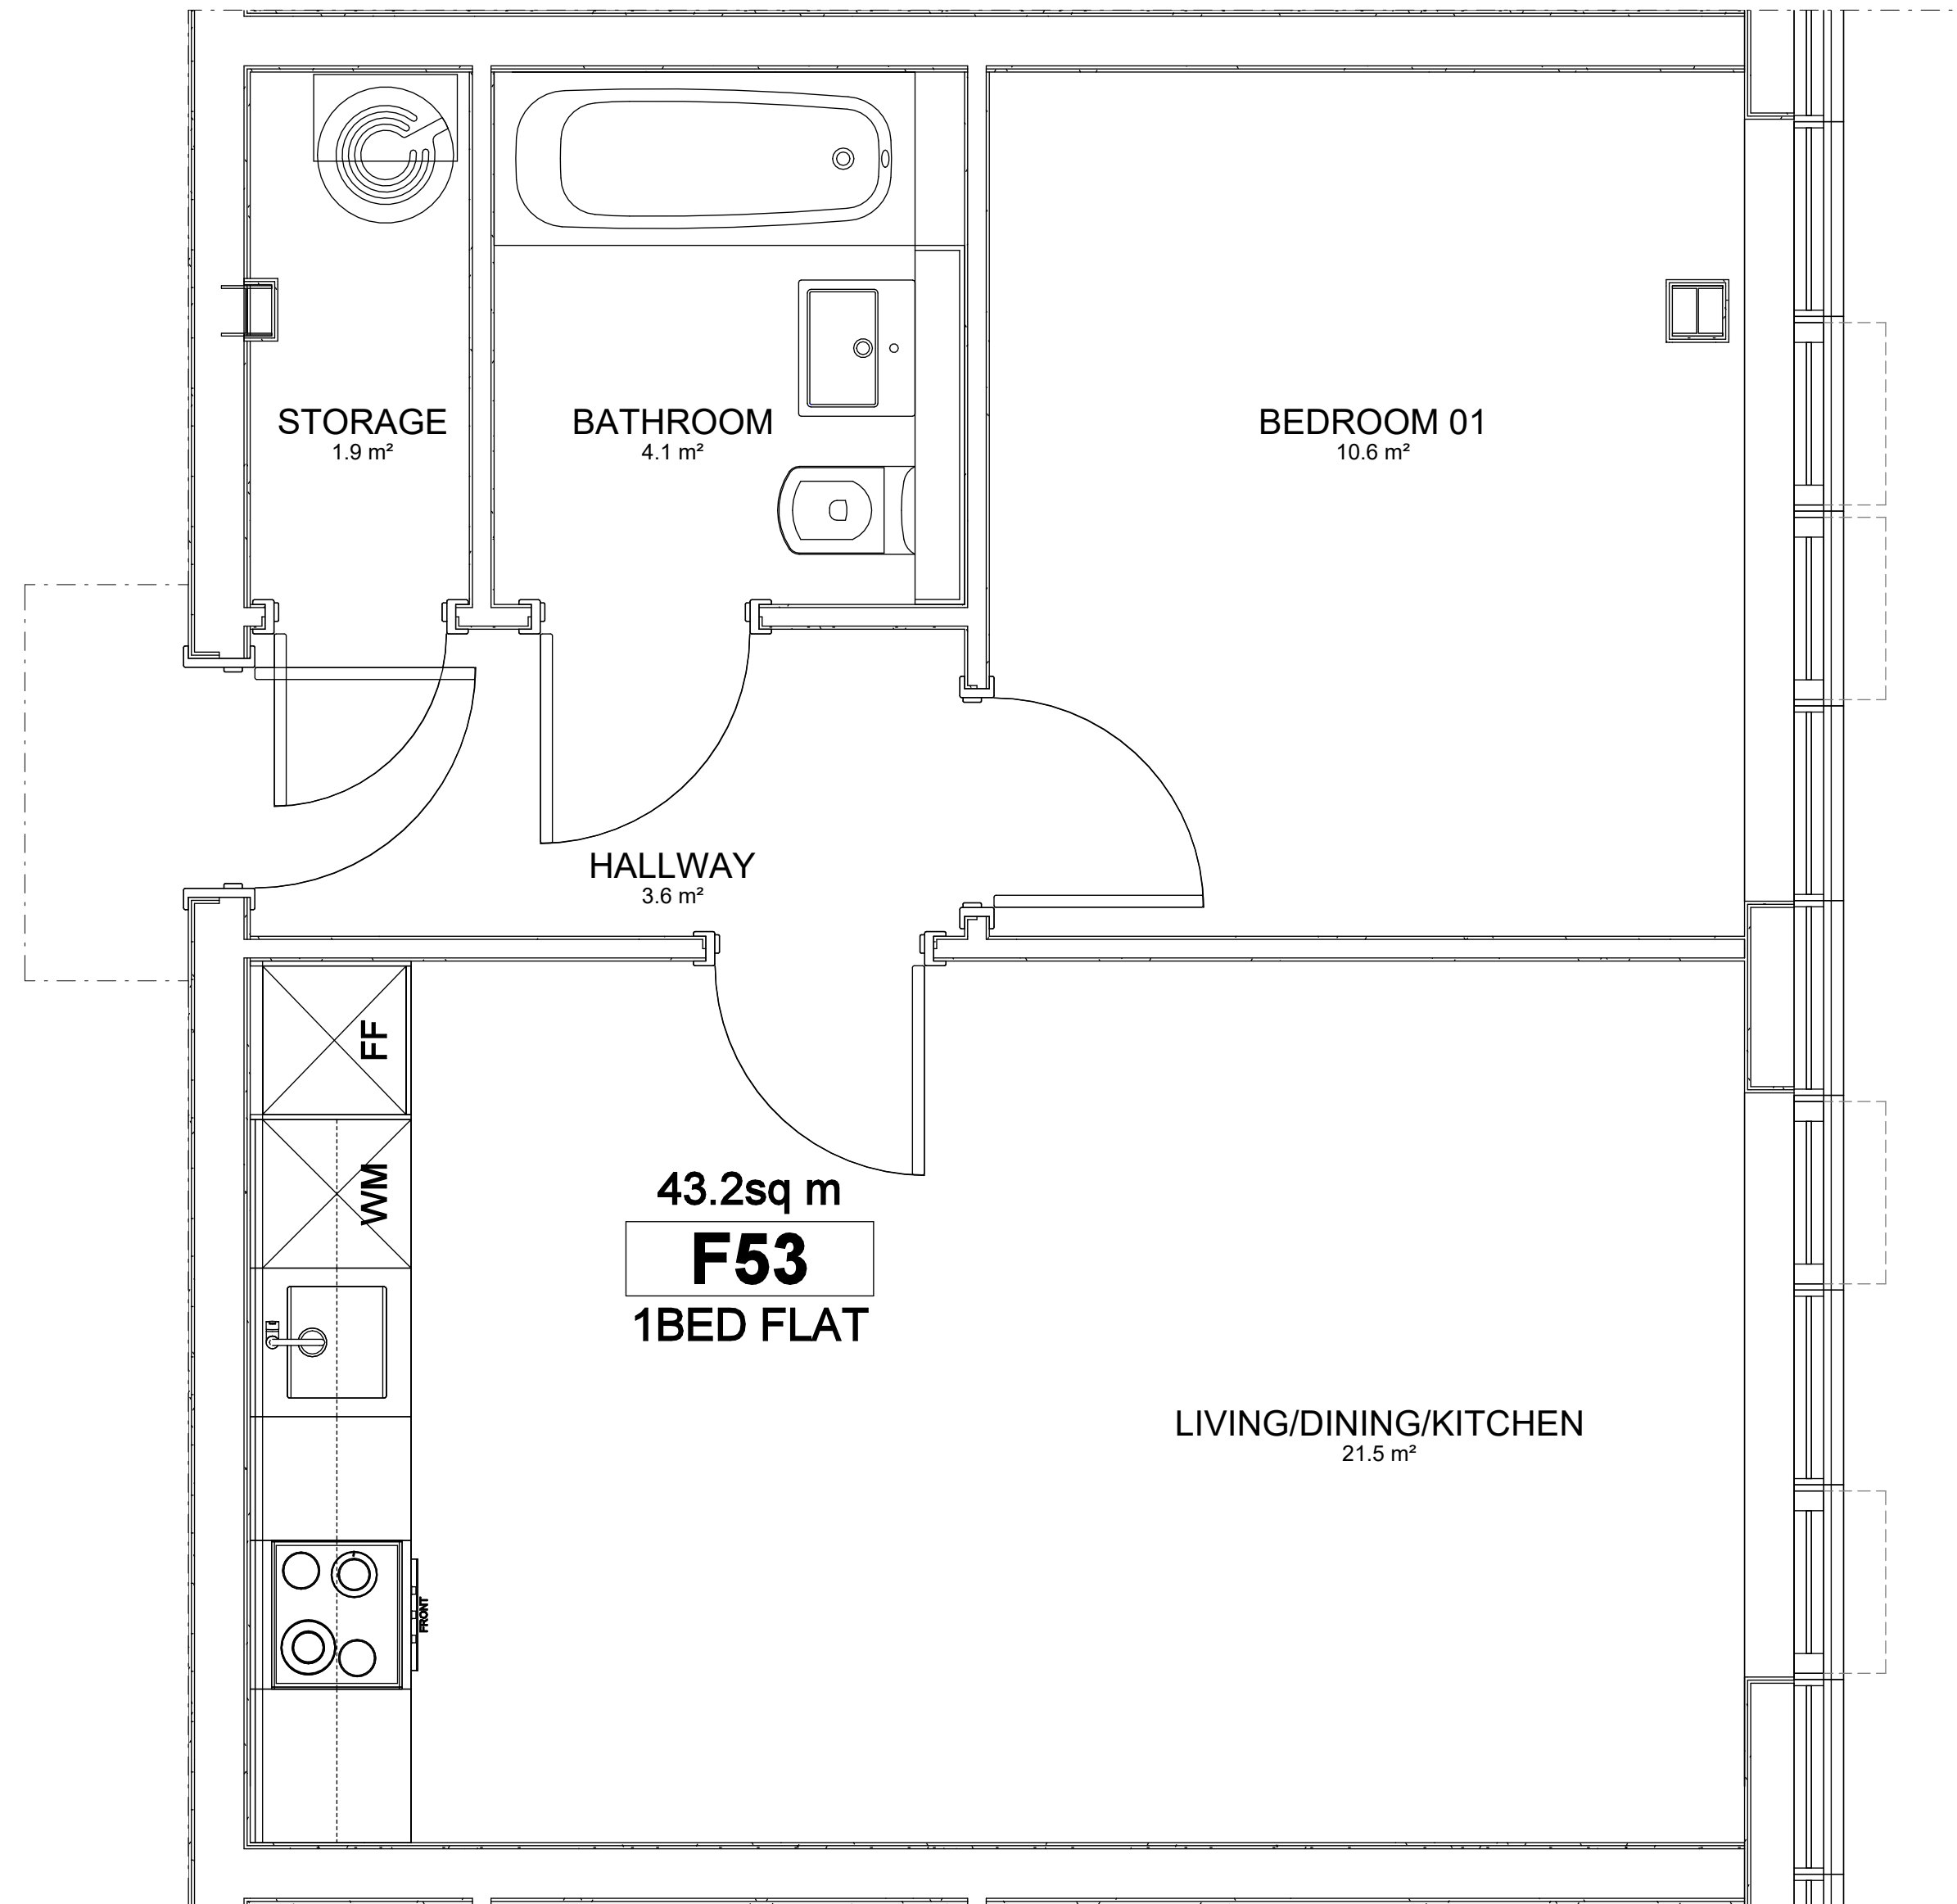 STORAGE
1.9 m²
BATHROOM
4.1 m²
BEDROOM 01
10.6 m²
HALLWAY
3.6 m²
FF
WM
43.2sq m
F53
1BED FLAT
LIVING/DINING/KITCHEN
21.5 m²
FRONT